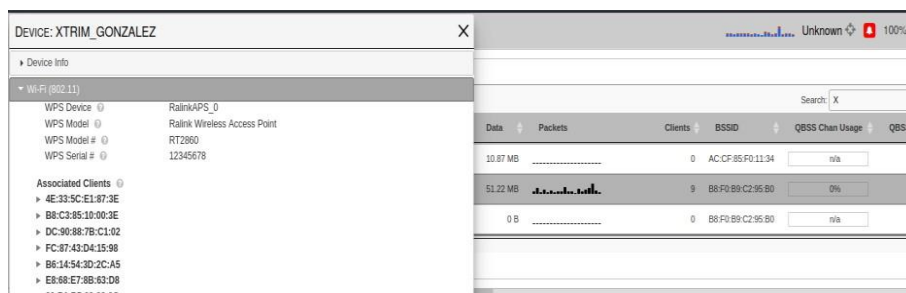 DEVICE: XTRIM_GONZALEZ X
Unknown 100%
Device Info
Wi-Fi (802.11)
WPS Device RalinkAPS_0
WPS Model Ralink Wireless Access Point
WPS Model # RT2860
WPS Serial # 12345678
Associated Clients
4E:33:5C:E1:87:3E
B8:C3:85:10:00:3E
DC:90:88:7B:C1:02
FC:87:43:D4:15:98
B6:14:54:3D:2C:A5
E8:68:E7:8B:63:D8
Search: X
Data Packets Clients BSSID QBSS Chan Usage QBS
10.87 MB 0 AC:CF:85:F0:11:34 n/a
51.22 MB 9 B8:F0:B9:C2:95:B0 0%
0 B 0 B8:F0:B9:C2:95:B0 n/a